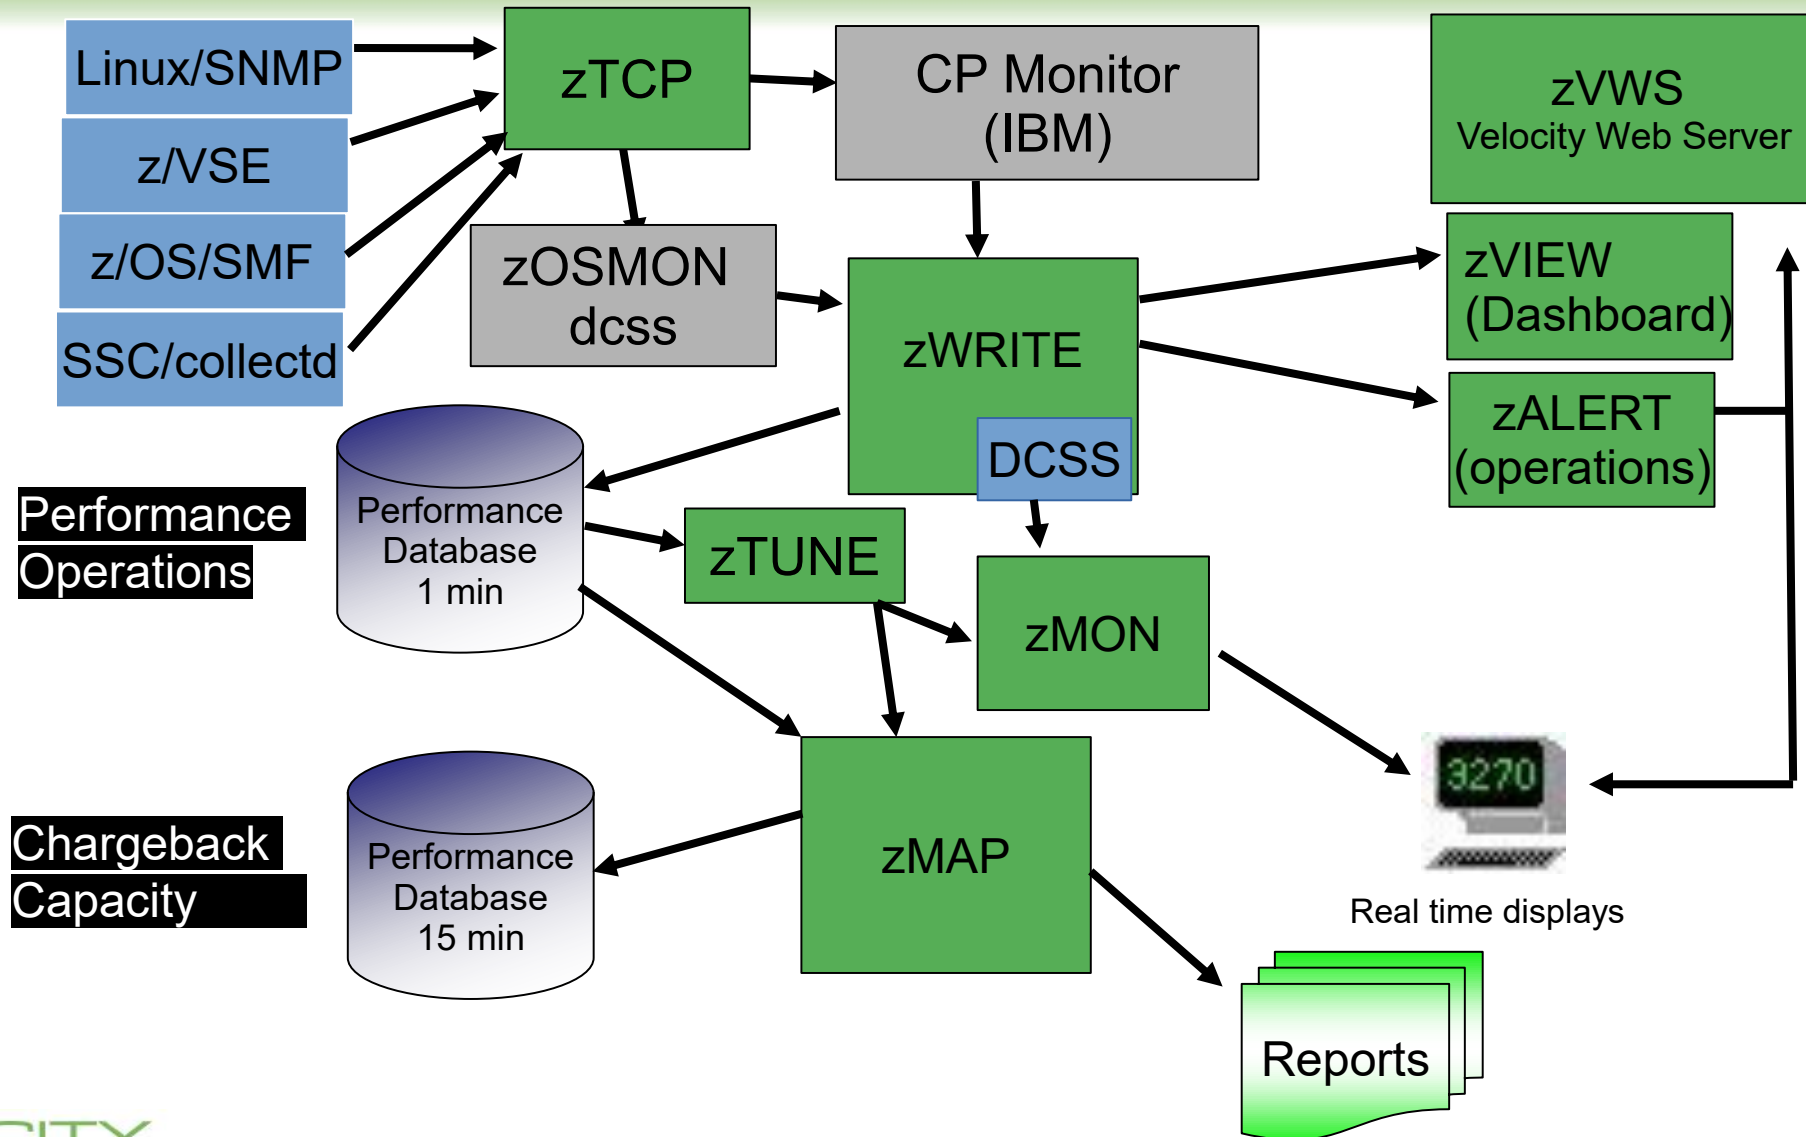 Linux/SNMP
z/VSE
z/OS/SMF
SSC/collectd
zTCP
CP Monitor
(IBM)
zVWS
Velocity Web Server
zOSMON
dcss
zWRITE
DCSS
zVIEW
(Dashboard)
zALERT
(operations)
Performance
Operations
Performance
Database
1 min
zTUNE
zMON
Chargeback
Capacity
Performance
Database
15 min
zMAP
3270
Real time displays
Reports